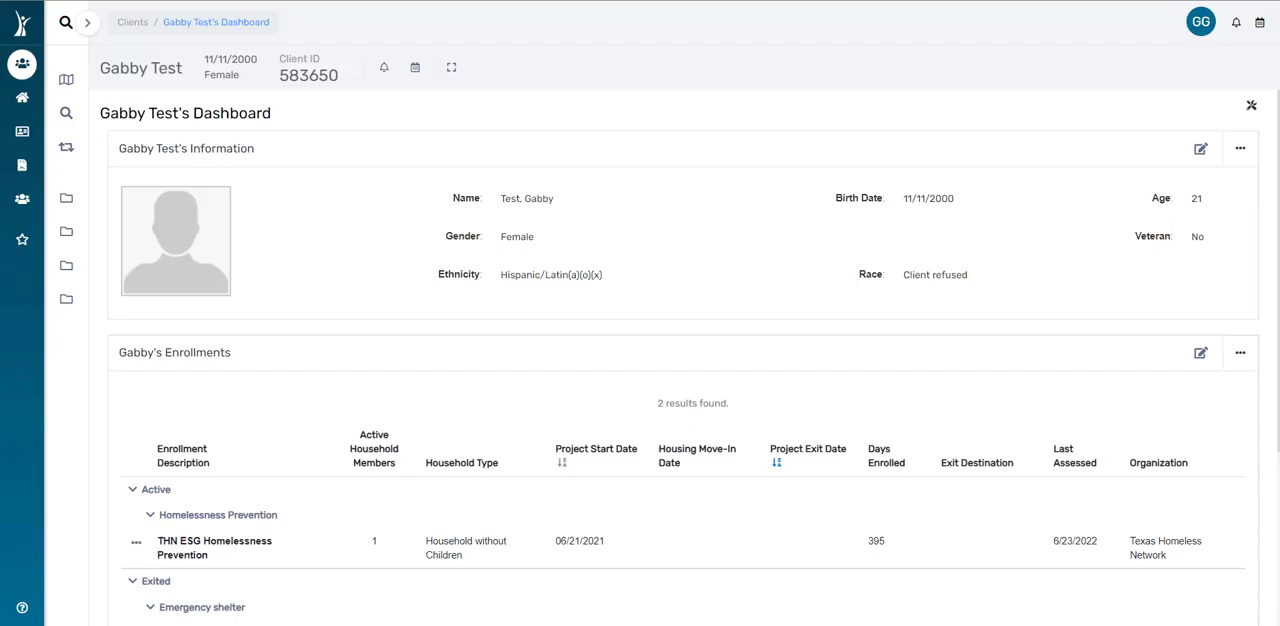 Clients / Gabby Test's Dashboard
GG
Gabby Test
11/11/2000
Female
Client ID
583650
Gabby Test's Dashboard
Gabby Test's Information
Name: Test, Gabby
Birth Date: 11/11/2000
Age: 21
Gender: Female
Veteran: No
Ethnicity: Hispanic/Latin(a)(o)(x)
Race: Client refused
Gabby's Enrollments
2 results found.
Enrollment Description
Active Household Members
Household Type
Project Start Date
Housing Move-In Date
Project Exit Date
Days Enrolled
Exit Destination
Last Assessed
Organization
Active
Homelessness Prevention
THN ESG Homelessness Prevention
1
Household without Children
06/21/2021
395
6/23/2022
Texas Homeless Network
Exited
Emergency shelter